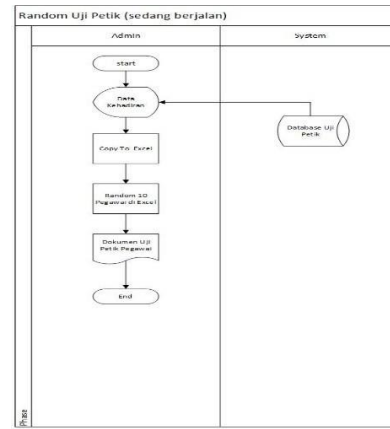 Random Uji Petik (sedang berjalan)
Admin
System
start
Data
Kehadiran
Database Uji
Petik
Copy To Excel
Random 10
Pegawai di Excel
Dokumen Uji
Petik Pegawai
End
Phase